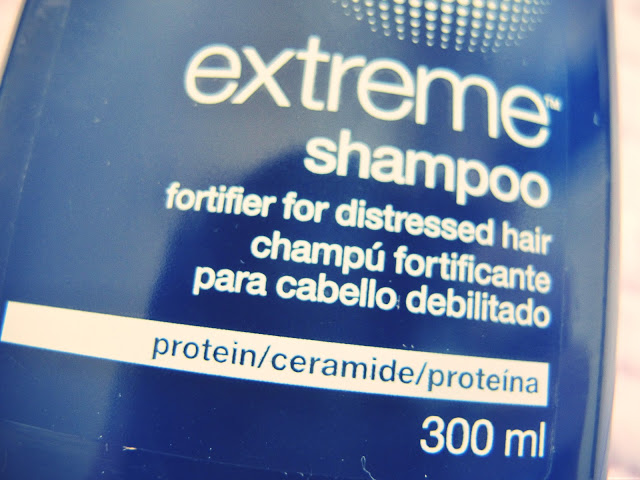 extreme™
shampoo
fortifier for distressed hair
champú fortificante
para cabello debilitado
protein/ceramide/proteína
300 ml